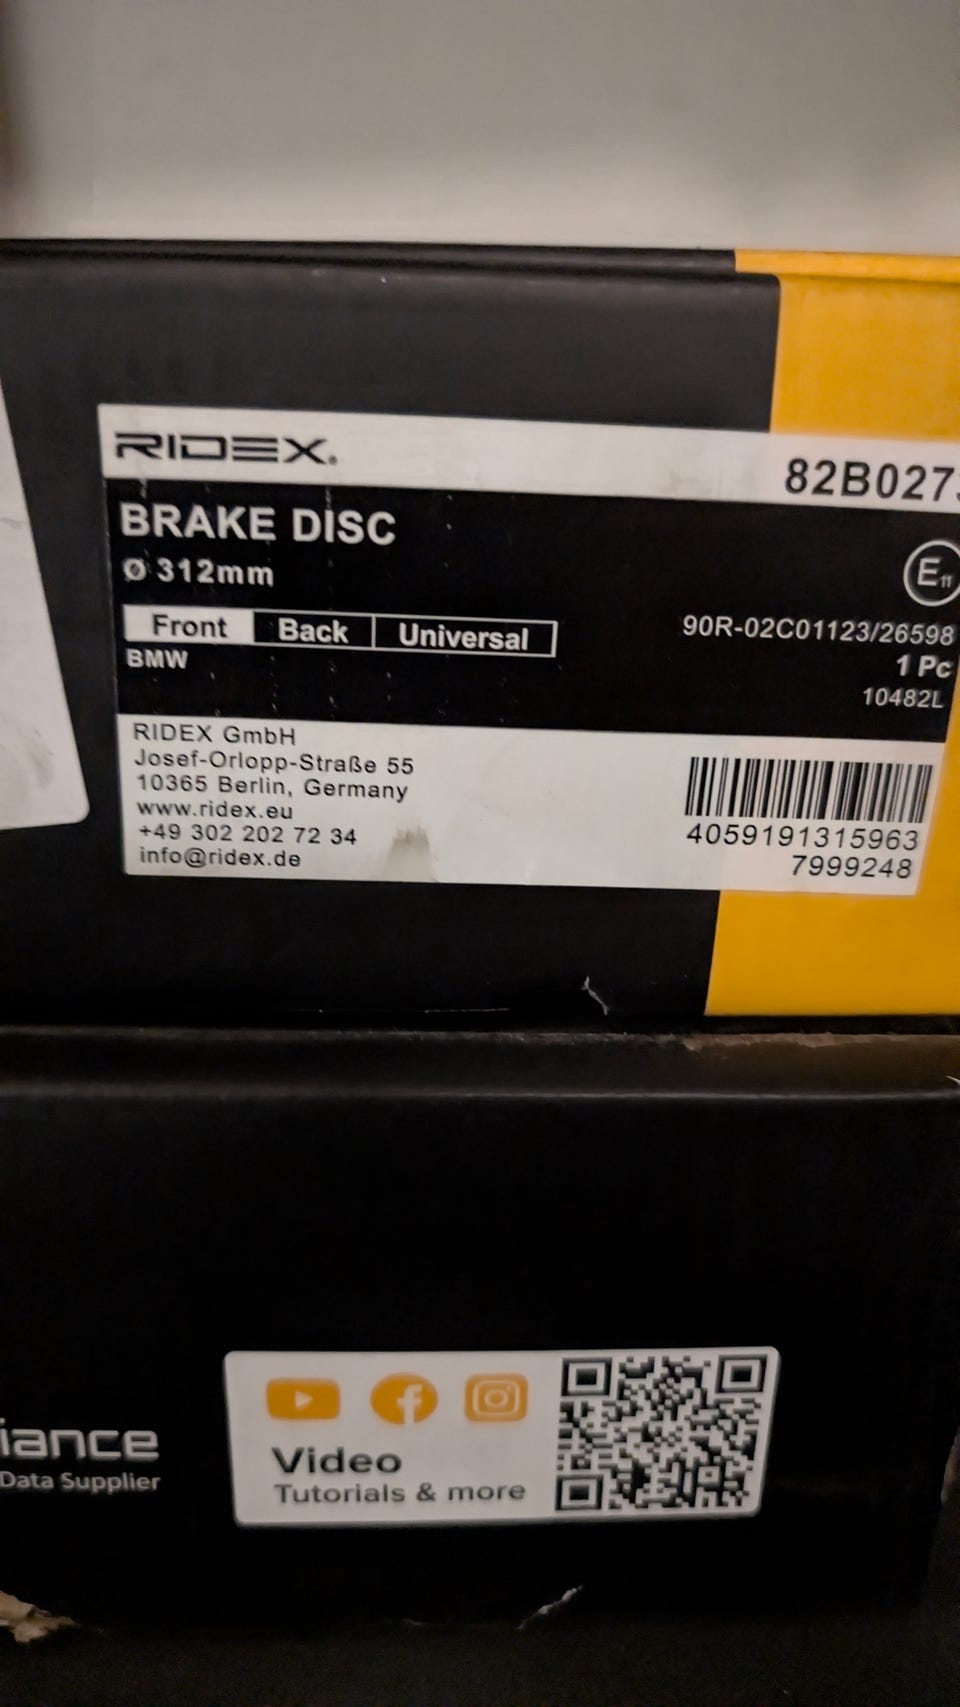 RIDEX
82B027
BRAKE DISC
Ø 312mm
E11
Front Back Universal
90R-02C01123/26598
BMW
1 Pc
10482L
RIDEX GmbH
Josef-Orlopp-Straße 55
10365 Berlin, Germany
www.ridex.eu
+49 302 202 72 34
info@ridex.de
4059191315963
7999248
iance
Data Supplier
Video
Tutorials & more